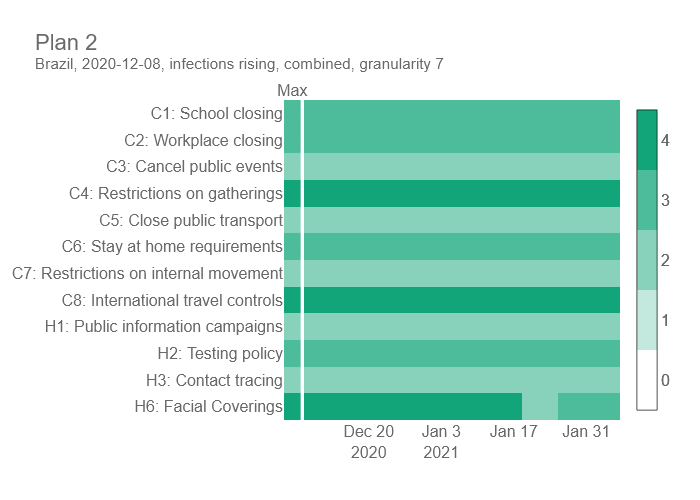 Plan 2
Brazil, 2020-12-08, infections rising, combined, granularity 7
Max
C1: School closing
C2: Workplace closing
C3: Cancel public events
C4: Restrictions on gatherings
C5: Close public transport
C6: Stay at home requirements
C7: Restrictions on internal movement
C8: International travel controls
H1: Public information campaigns
H2: Testing policy
H3: Contact tracing
H6: Facial Coverings
Dec 20 Jan 3 Jan 17 Jan 31
2020 2021
4
3
2
1
0